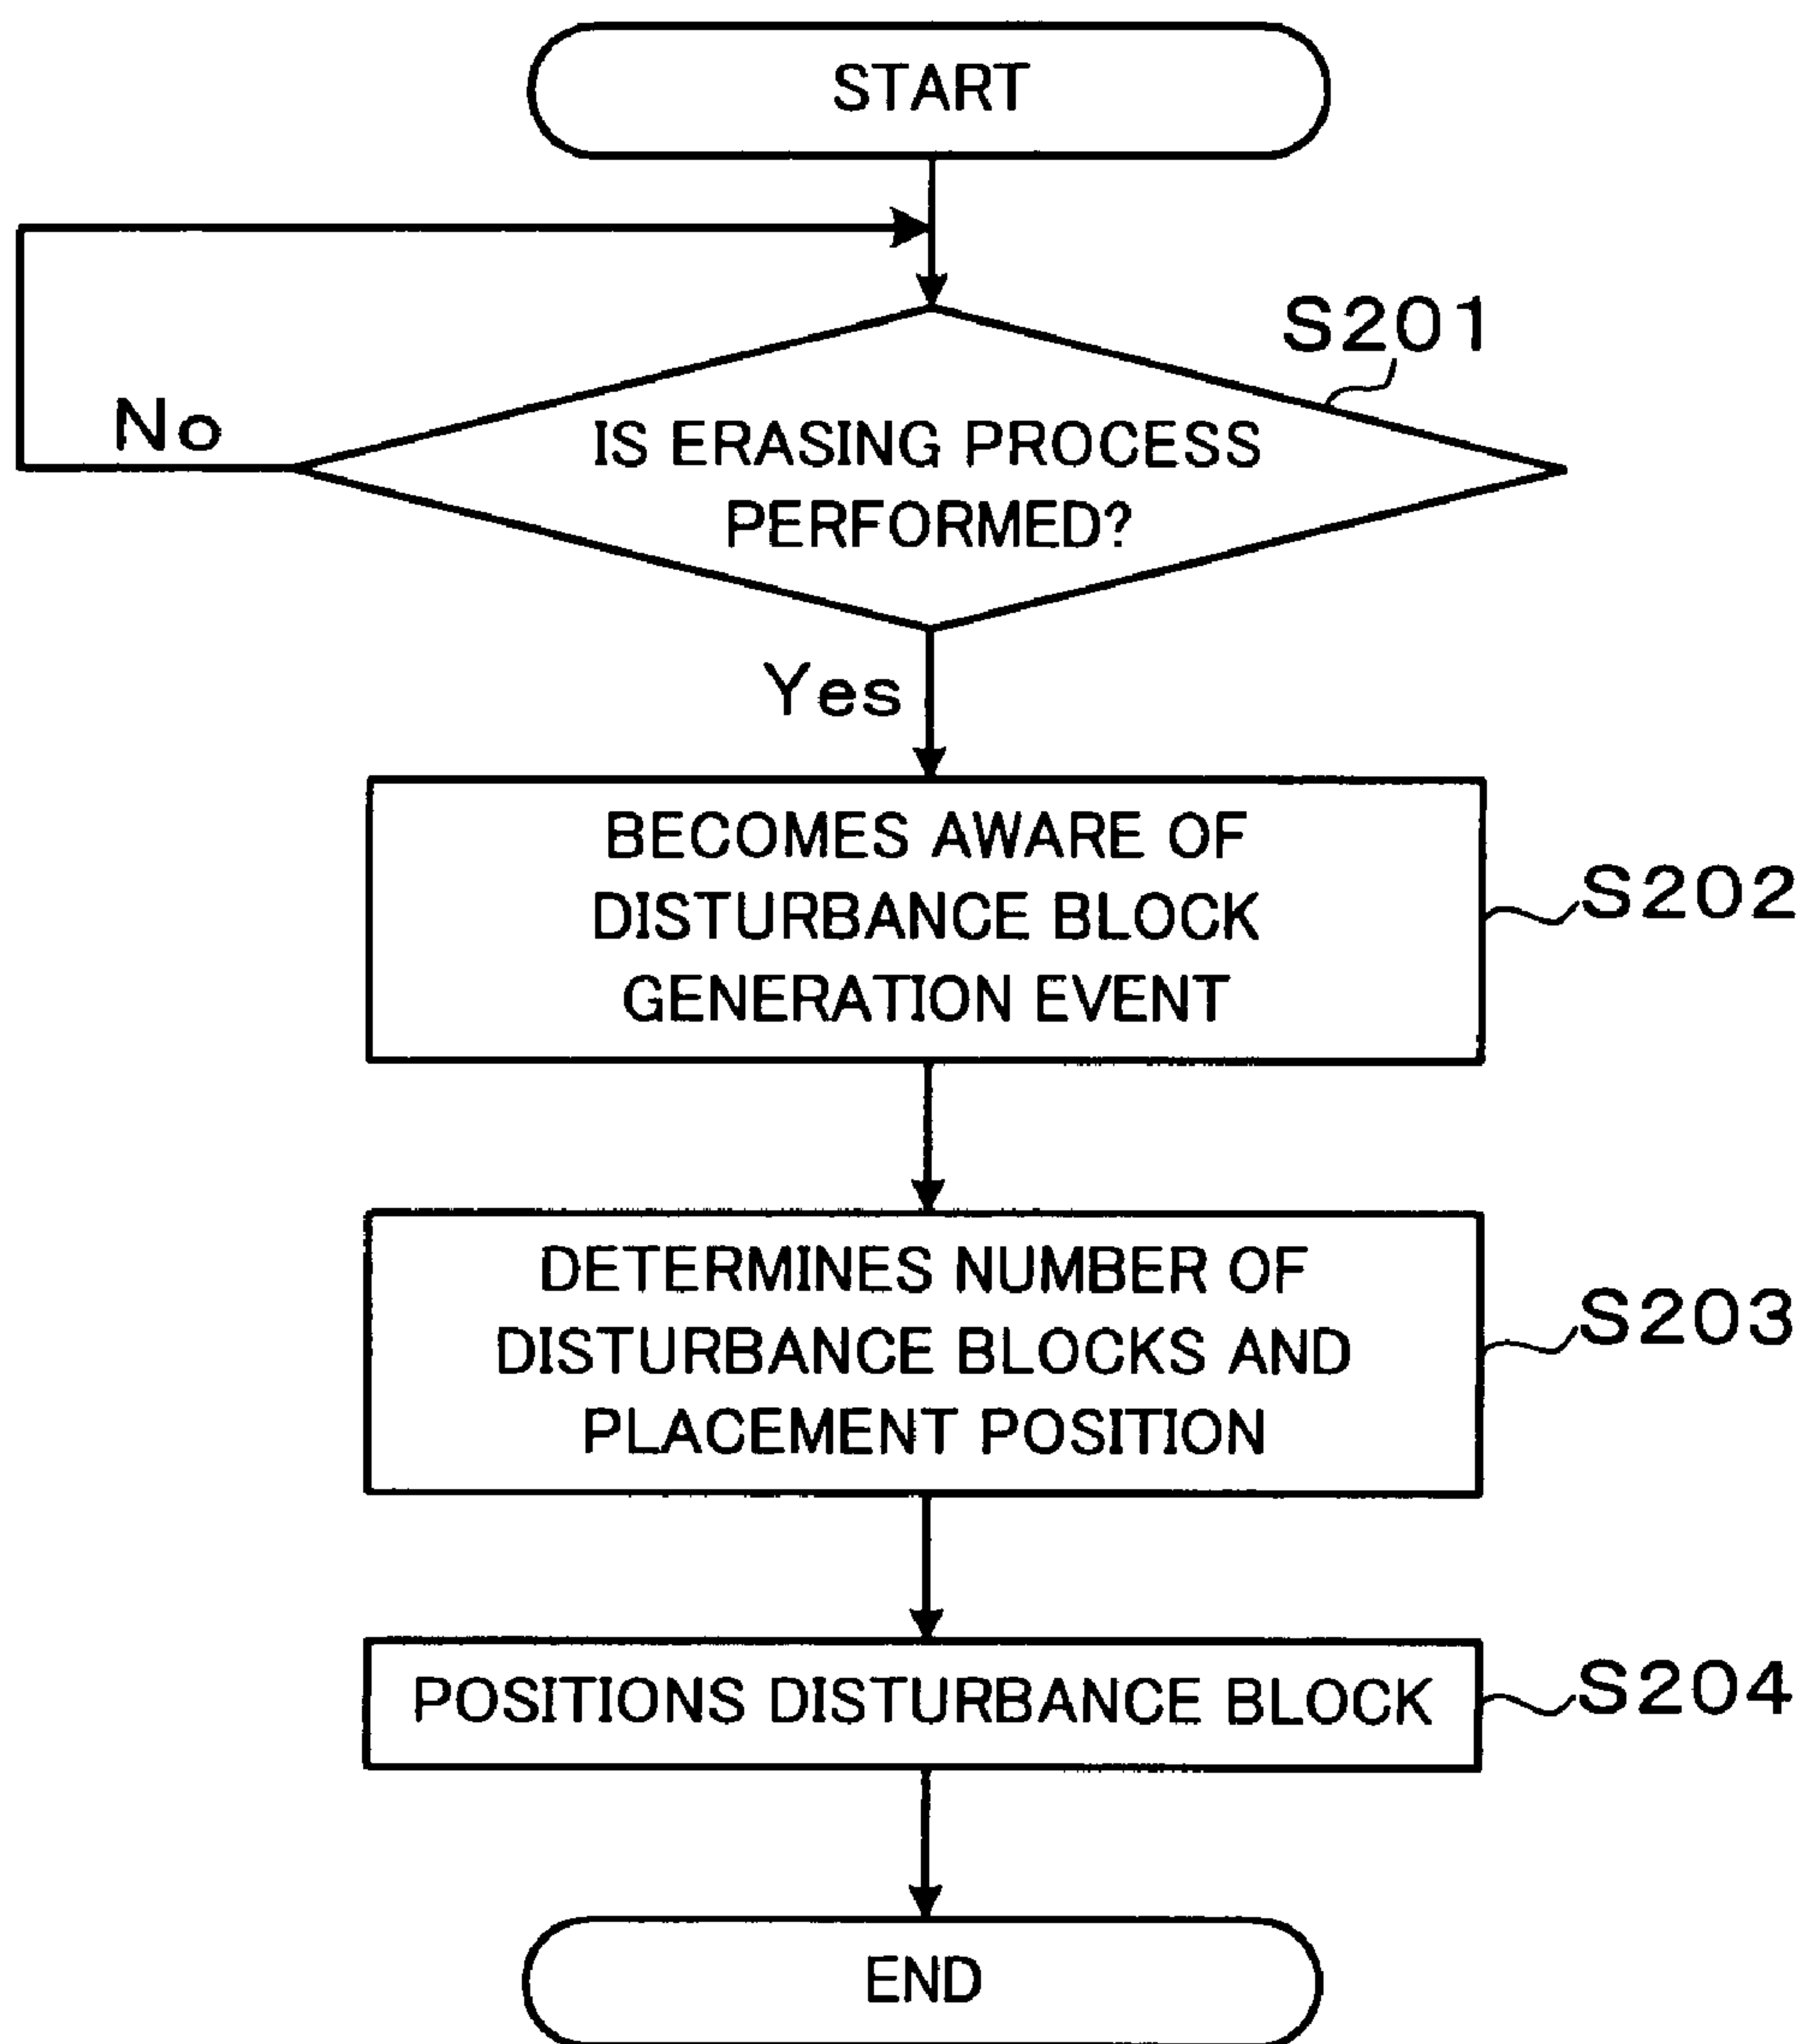 START
S201
No
IS ERASING PROCESS
PERFORMED?
Yes
BECOMES AWARE OF
DISTURBANCE BLOCK
GENERATION EVENT
S202
DETERMINES NUMBER OF
DISTURBANCE BLOCKS AND
PLACEMENT POSITION
S203
POSITIONS DISTURBANCE BLOCK
S204
END